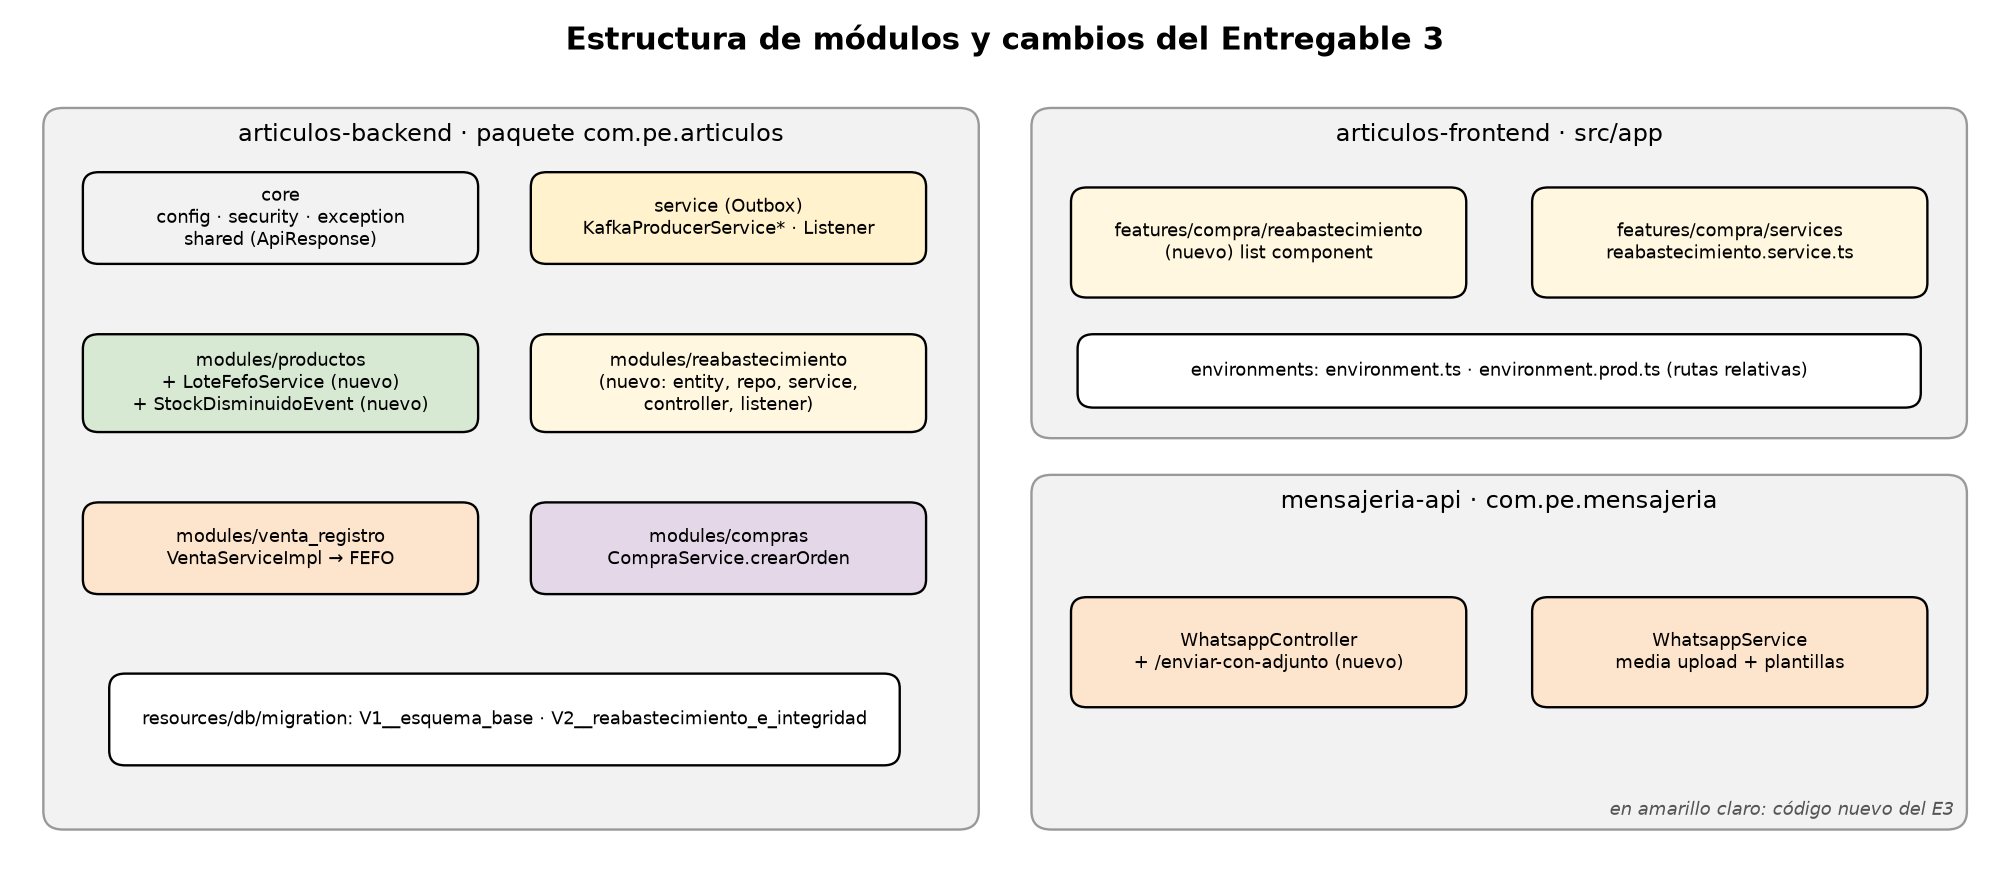 Estructura de módulos y cambios del Entregable 3
articulos-backend · paquete com.pe.articulos
core
config · security · exception
shared (ApiResponse)
service (Outbox)
KafkaProducerService* · Listener
modules/productos
+ LoteFefoService (nuevo)
+ StockDisminuidoEvent (nuevo)
modules/reabastecimiento
(nuevo: entity, repo, service,
controller, listener)
modules/venta_registro
VentaServiceImpl → FEFO
modules/compras
CompraService.crearOrden
resources/db/migration: V1__esquema_base · V2__reabastecimiento_e_integridad
articulos-frontend · src/app
features/compra/reabastecimiento
(nuevo) list component
features/compra/services
reabastecimiento.service.ts
environments: environment.ts · environment.prod.ts (rutas relativas)
mensajeria-api · com.pe.mensajeria
WhatsappController
+ /enviar-con-adjunto (nuevo)
WhatsappService
media upload + plantillas
en amarillo claro: código nuevo del E3